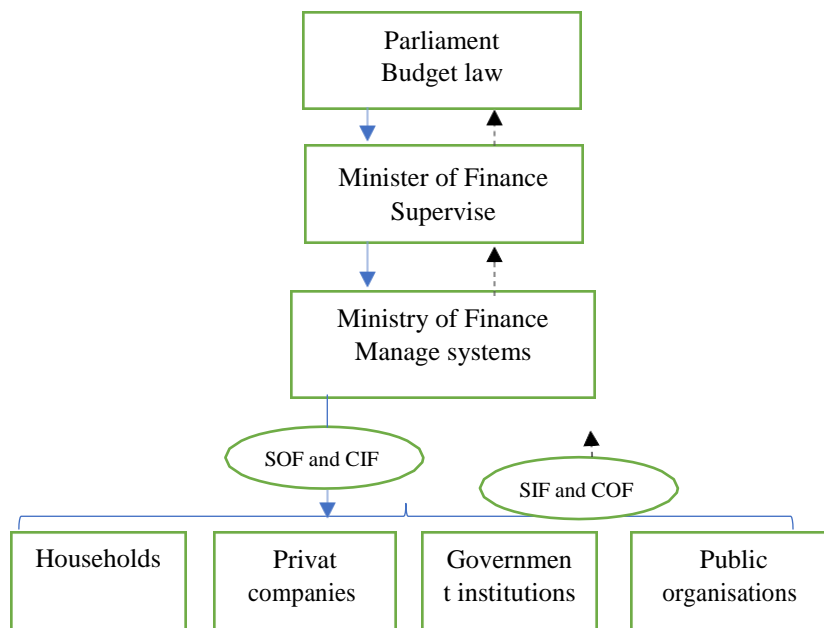 Parliament
Budget law
Minister of Finance
Supervise
Ministry of Finance
Manage systems
SOF and CIF
SIF and COF
Households
Privat
companies
Governmen
t institutions
Public
organisations